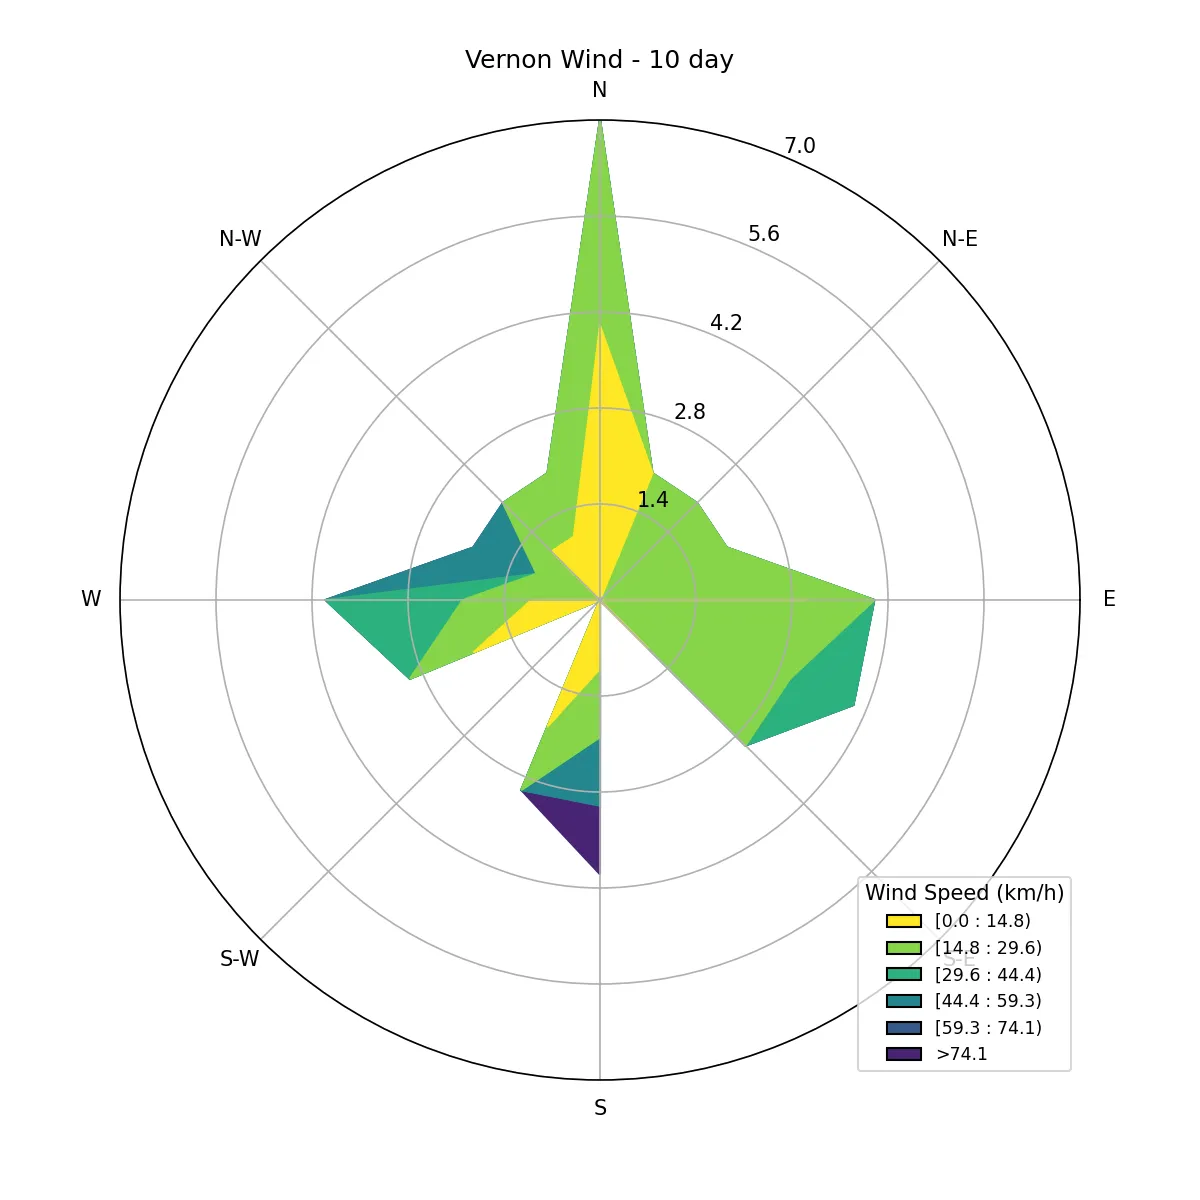 Vernon Wind - 10 day
N
7.0
N-W
5.6
N-E
4.2
2.8
1.4
W
E
Wind Speed (km/h)
[0.0 : 14.8)
[14.8 : 29.6)
S-W
S-E
[29.6 : 44.4)
[44.4 : 59.3)
[59.3 : 74.1)
>74.1
S